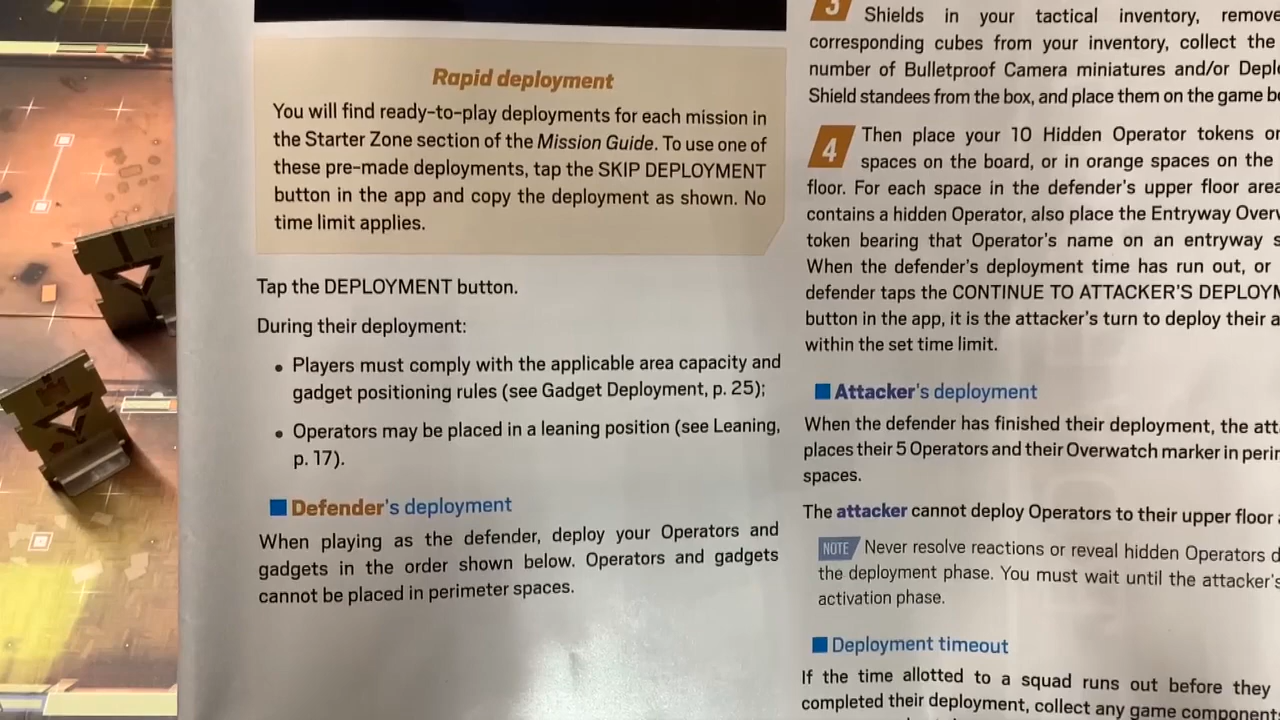 Rapid deployment
You will find ready-to-play deployments for each mission in
the Starter Zone section of the Mission Guide. To use one of
these pre-made deployments, tap the SKIP DEPLOYMENT
button in the app and copy the deployment as shown. No
time limit applies.
Tap the DEPLOYMENT button.
During their deployment:
• Players must comply with the applicable area capacity and
gadget positioning rules (see Gadget Deployment, p. 25);
• Operators may be placed in a leaning position (see Leaning,
p. 17).
Defender's deployment
When playing as the defender, deploy your Operators and
gadgets in the order shown below. Operators and gadgets
cannot be placed in perimeter spaces.
3
Shields in your tactical inventory, remove
corresponding cubes from your inventory, collect the
number of Bulletproof Camera miniatures and/or Depl
Shield standees from the box, and place them on the game b
4
Then place your 10 Hidden Operator tokens o
spaces on the board, or in orange spaces on the
floor. For each space in the defender's upper floor area
contains a hidden Operator, also place the Entryway Over
token bearing that Operator's name on an entryway s
When the defender's deployment time has run out, or
defender taps the CONTINUE TO ATTACKER'S DEPLOYM
button in the app, it is the attacker's turn to deploy their a
within the set time limit.
Attacker's deployment
When the defender has finished their deployment, the att
places their 5 Operators and their Overwatch marker in perim
spaces.
The attacker cannot deploy Operators to their upper floor a
NOTE Never resolve reactions or reveal hidden Operators d
the deployment phase. You must wait until the attacker's
activation phase.
Deployment timeout
If the time allotted to a squad runs out before they
completed their deployment, collect any game component